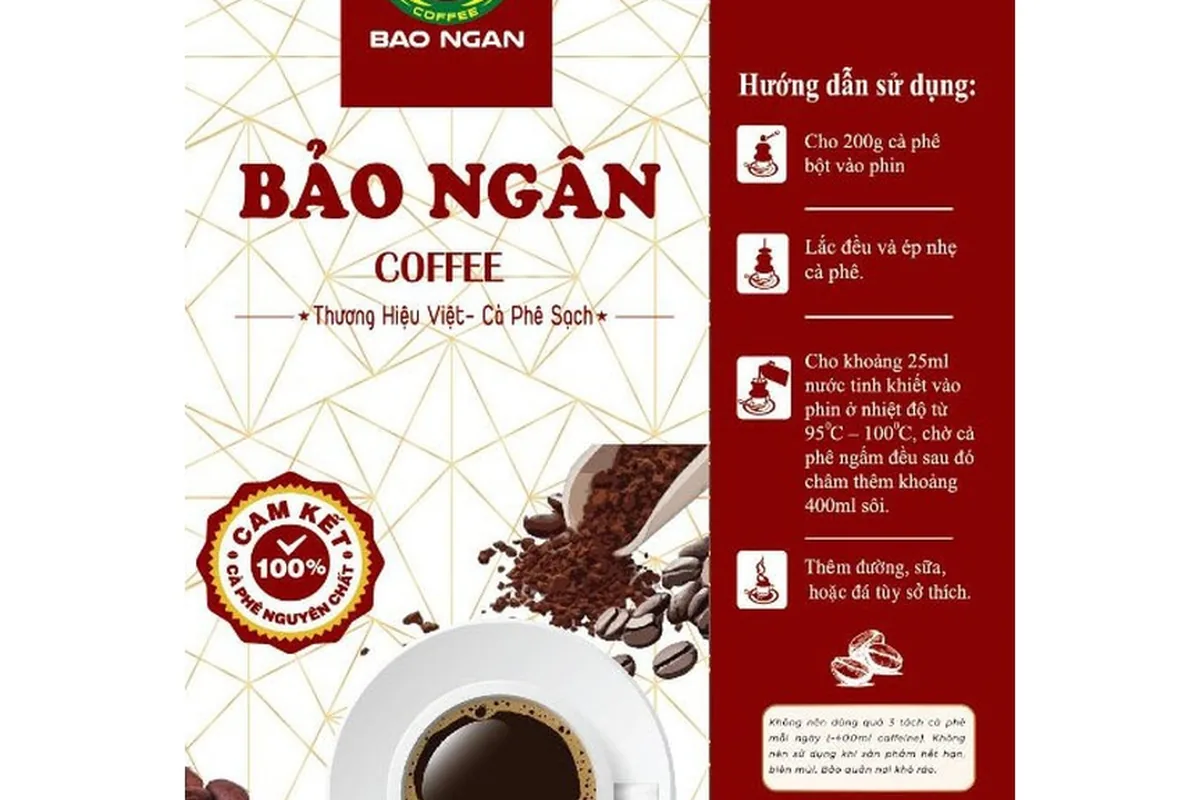 COFFEE
BAO NGAN
BẢO NGÂN
COFFEE
★Thương Hiệu Việt- Cà Phê Sạch★
CAM KẾT
100%
CÀ PHÊ NGUYÊN CHẤT
Hướng dẫn sử dụng:
Cho 200g cà phê
bột vào phin
Lắc đều và ép nhẹ
cà phê.
Cho khoảng 25ml
nước tinh khiết vào
phin ở nhiệt độ từ
95⁰C – 100⁰C, chờ cà
phê ngấm đều sau đó
châm thêm khoảng
400ml sôi.
Thêm đường, sữa,
hoặc đá tùy sở thích.
Không nên dùng quá 3 tách cà phê
mỗi ngày (~400ml caffeine). Không
nên sử dụng khi sản phẩm hết hạn,
biến mùi. Bảo quản nơi khô ráo.